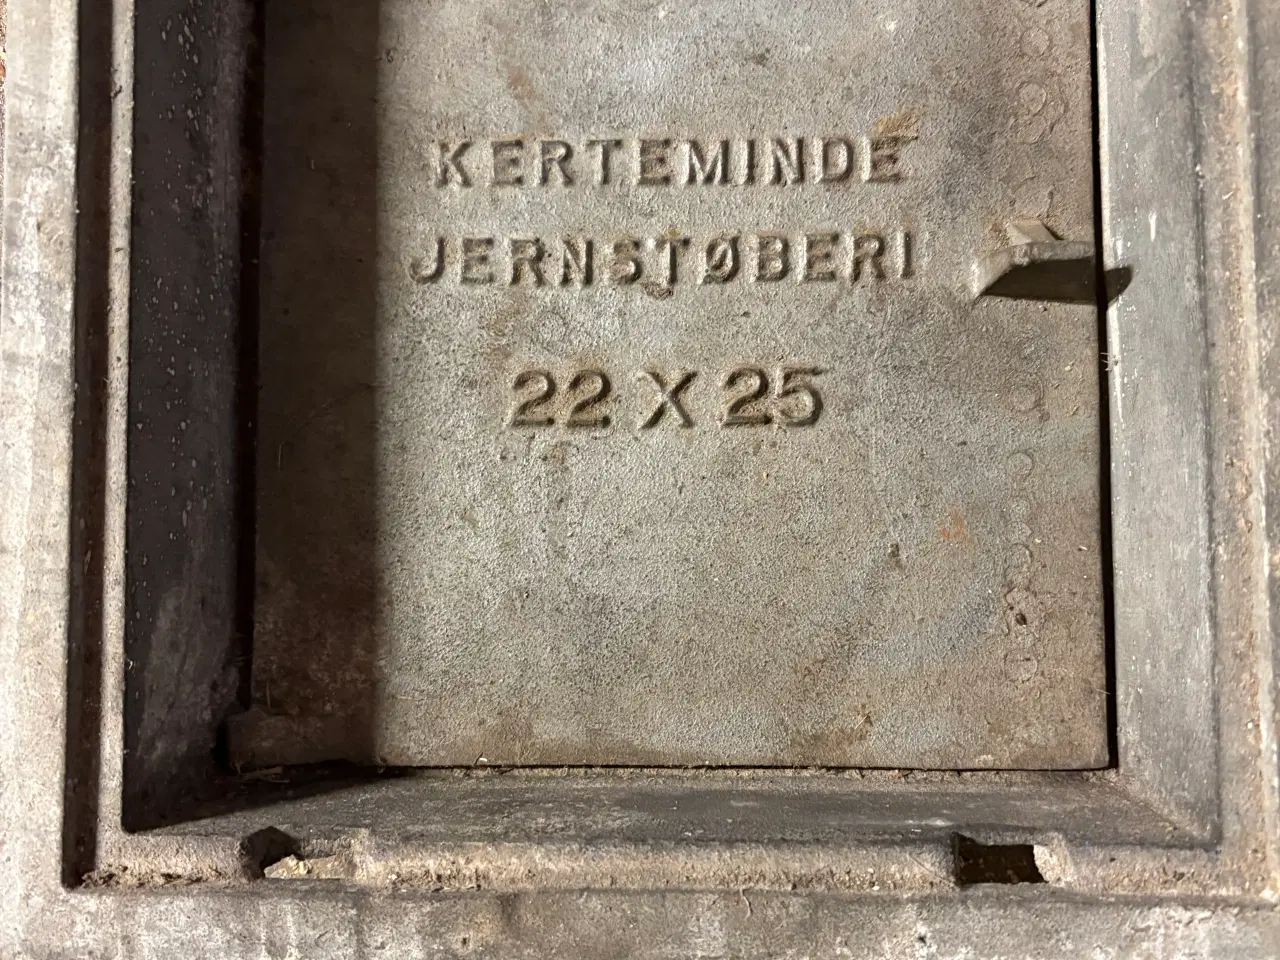 KERTEMINDE
JERNSTØBERI
22 X 25